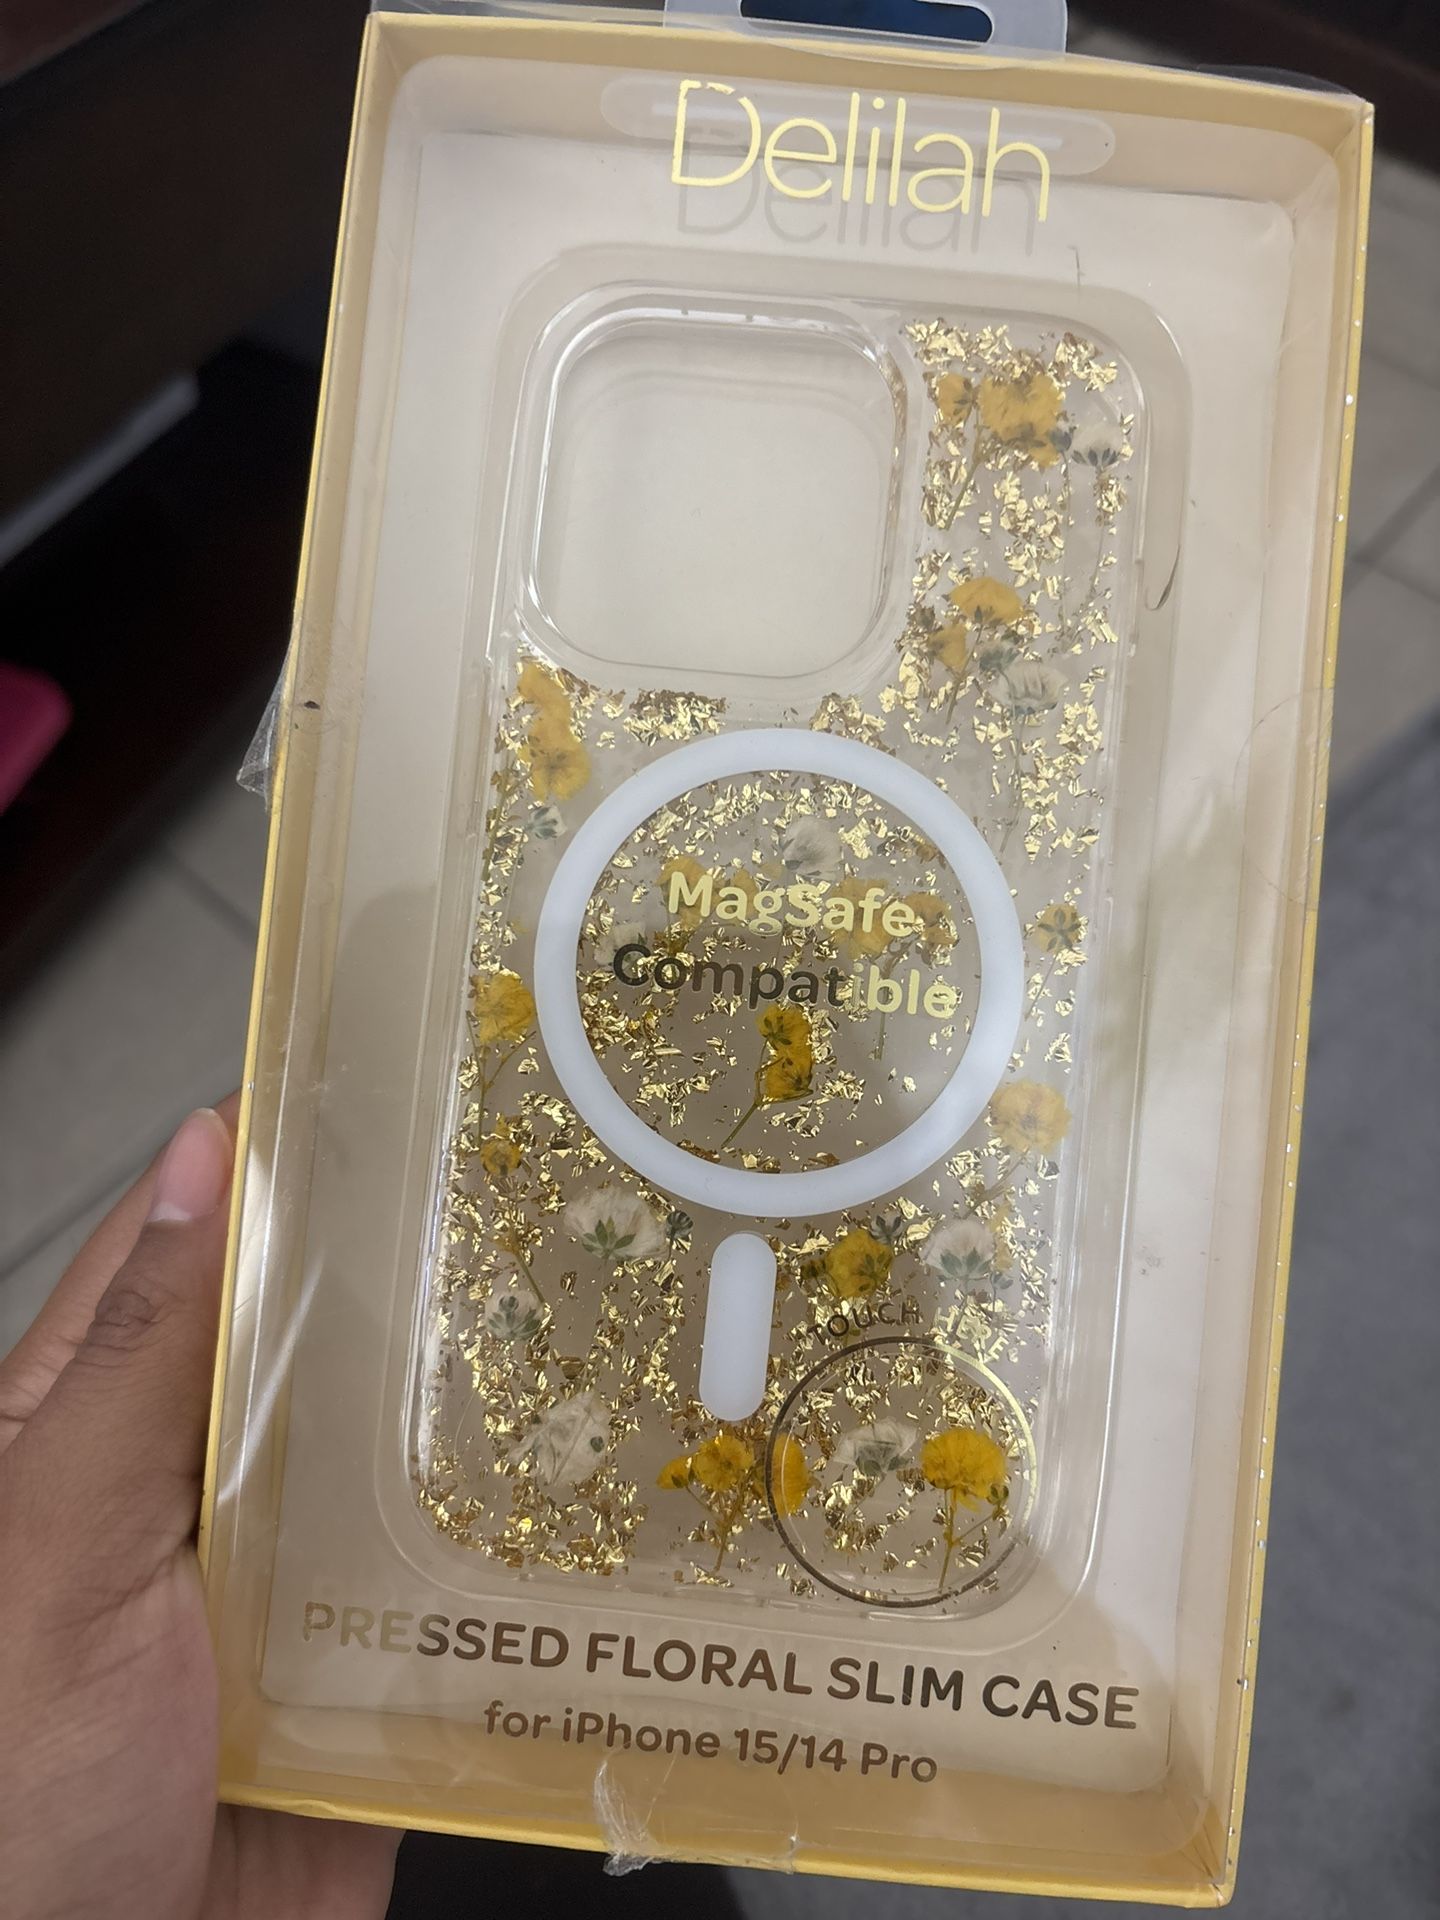 Delilah
MagSafe
Compatible
TOUCH HERE
PRESSED FLORAL SLIM CASE
for iPhone 15/14 Pro